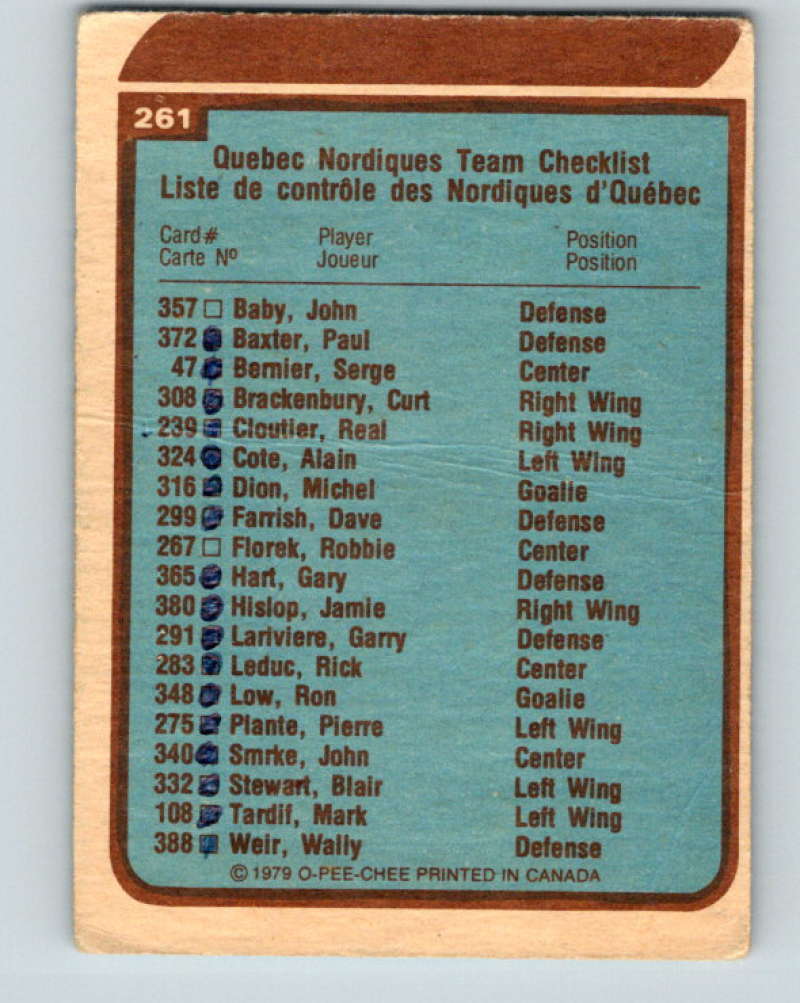 261
Quebec Nordiques Team Checklist
Liste de contrôle des Nordiques d'Québec
Card# Player Position
Carte Nº Joueur Position
357 Baby, John Defense
372 Baxter, Paul Defense
47 Bernier, Serge Center
308 Brackenbury, Curt Right Wing
239 Cloutier, Real Right Wing
324 Cote, Alain Left Wing
316 Dion, Michel Goalie
299 Farrish, Dave Defense
267 Florek, Robbie Center
365 Hart, Gary Defense
380 Hislop, Jamie Right Wing
291 Lariviere, Garry Defense
283 Leduc, Rick Center
348 Low, Ron Goalie
275 Plante, Pierre Left Wing
340 Smrke, John Center
332 Stewart, Blair Left Wing
108 Tardif, Mark Left Wing
388 Weir, Wally Defense
© 1979 O-PEE-CHEE PRINTED IN CANADA